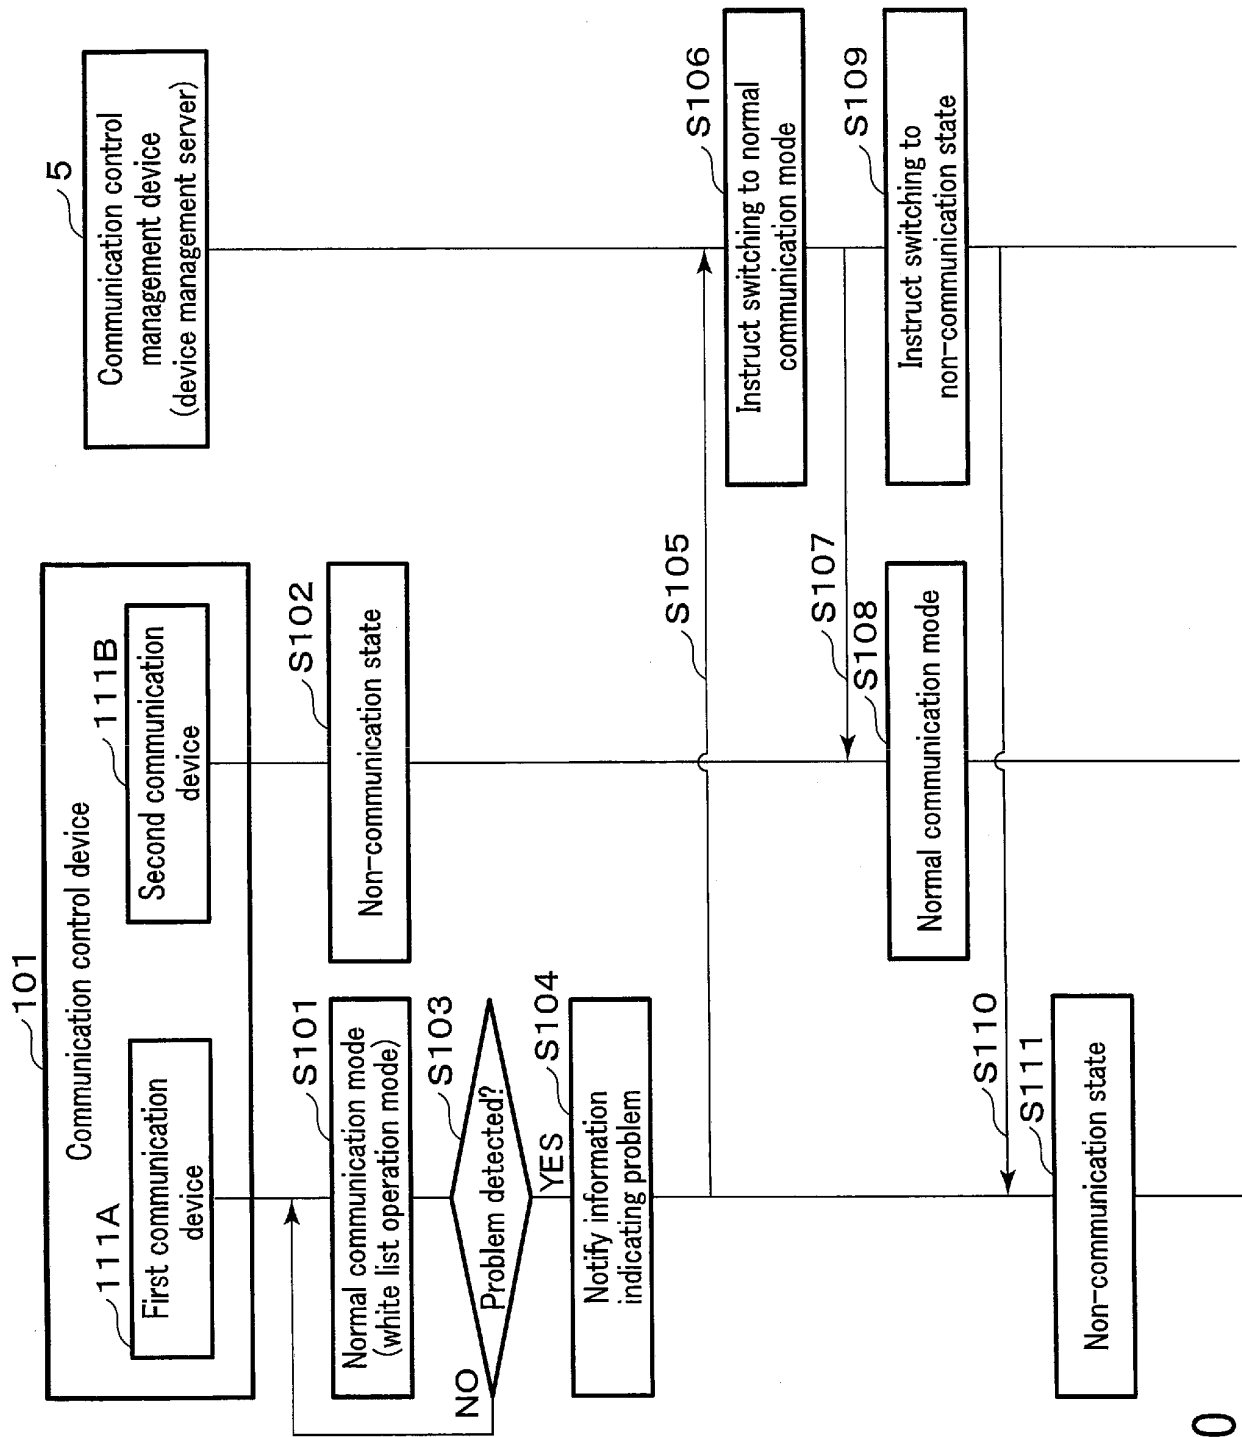 101
Communication control device
111A
First communication
device
111B
Second communication
device
5
Communication control
management device
(device management server)
S101
Normal communication mode
(white list operation mode)
S102
Non-communication state
S103
Problem detected?
NO
YES
S104
Notify information
indicating problem
S105
S106
Instruct switching to normal
communication mode
S107
S108
Normal communication mode
S109
Instruct switching to
non-communication state
S110
S111
Non-communication state
0